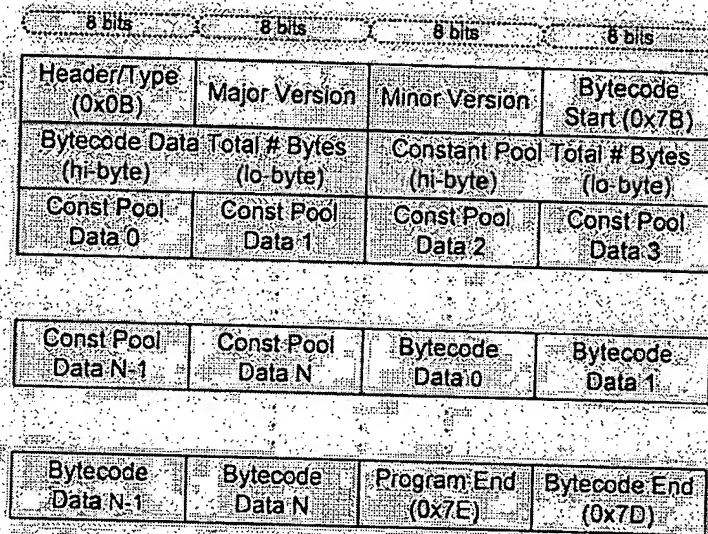 8 bits 8 bits 8 bits 8 bits
Header/Type Major Version Minor Version Bytecode
(0x0B) Start (0x7B)
Bytecode Data Total # Bytes Constant Pool Total # Bytes
(hi-byte) (lo-byte) (hi-byte) (lo-byte)
Const Pool Const Pool Const Pool Const Pool
Data 0 Data 1 Data 2 Data 3
Const Pool Const Pool Bytecode Bytecode
Data N-1 Data N Data 0 Data 1
Bytecode Bytecode Program End Bytecode End
Data N-1 Data N (0x7E) (0x7D)